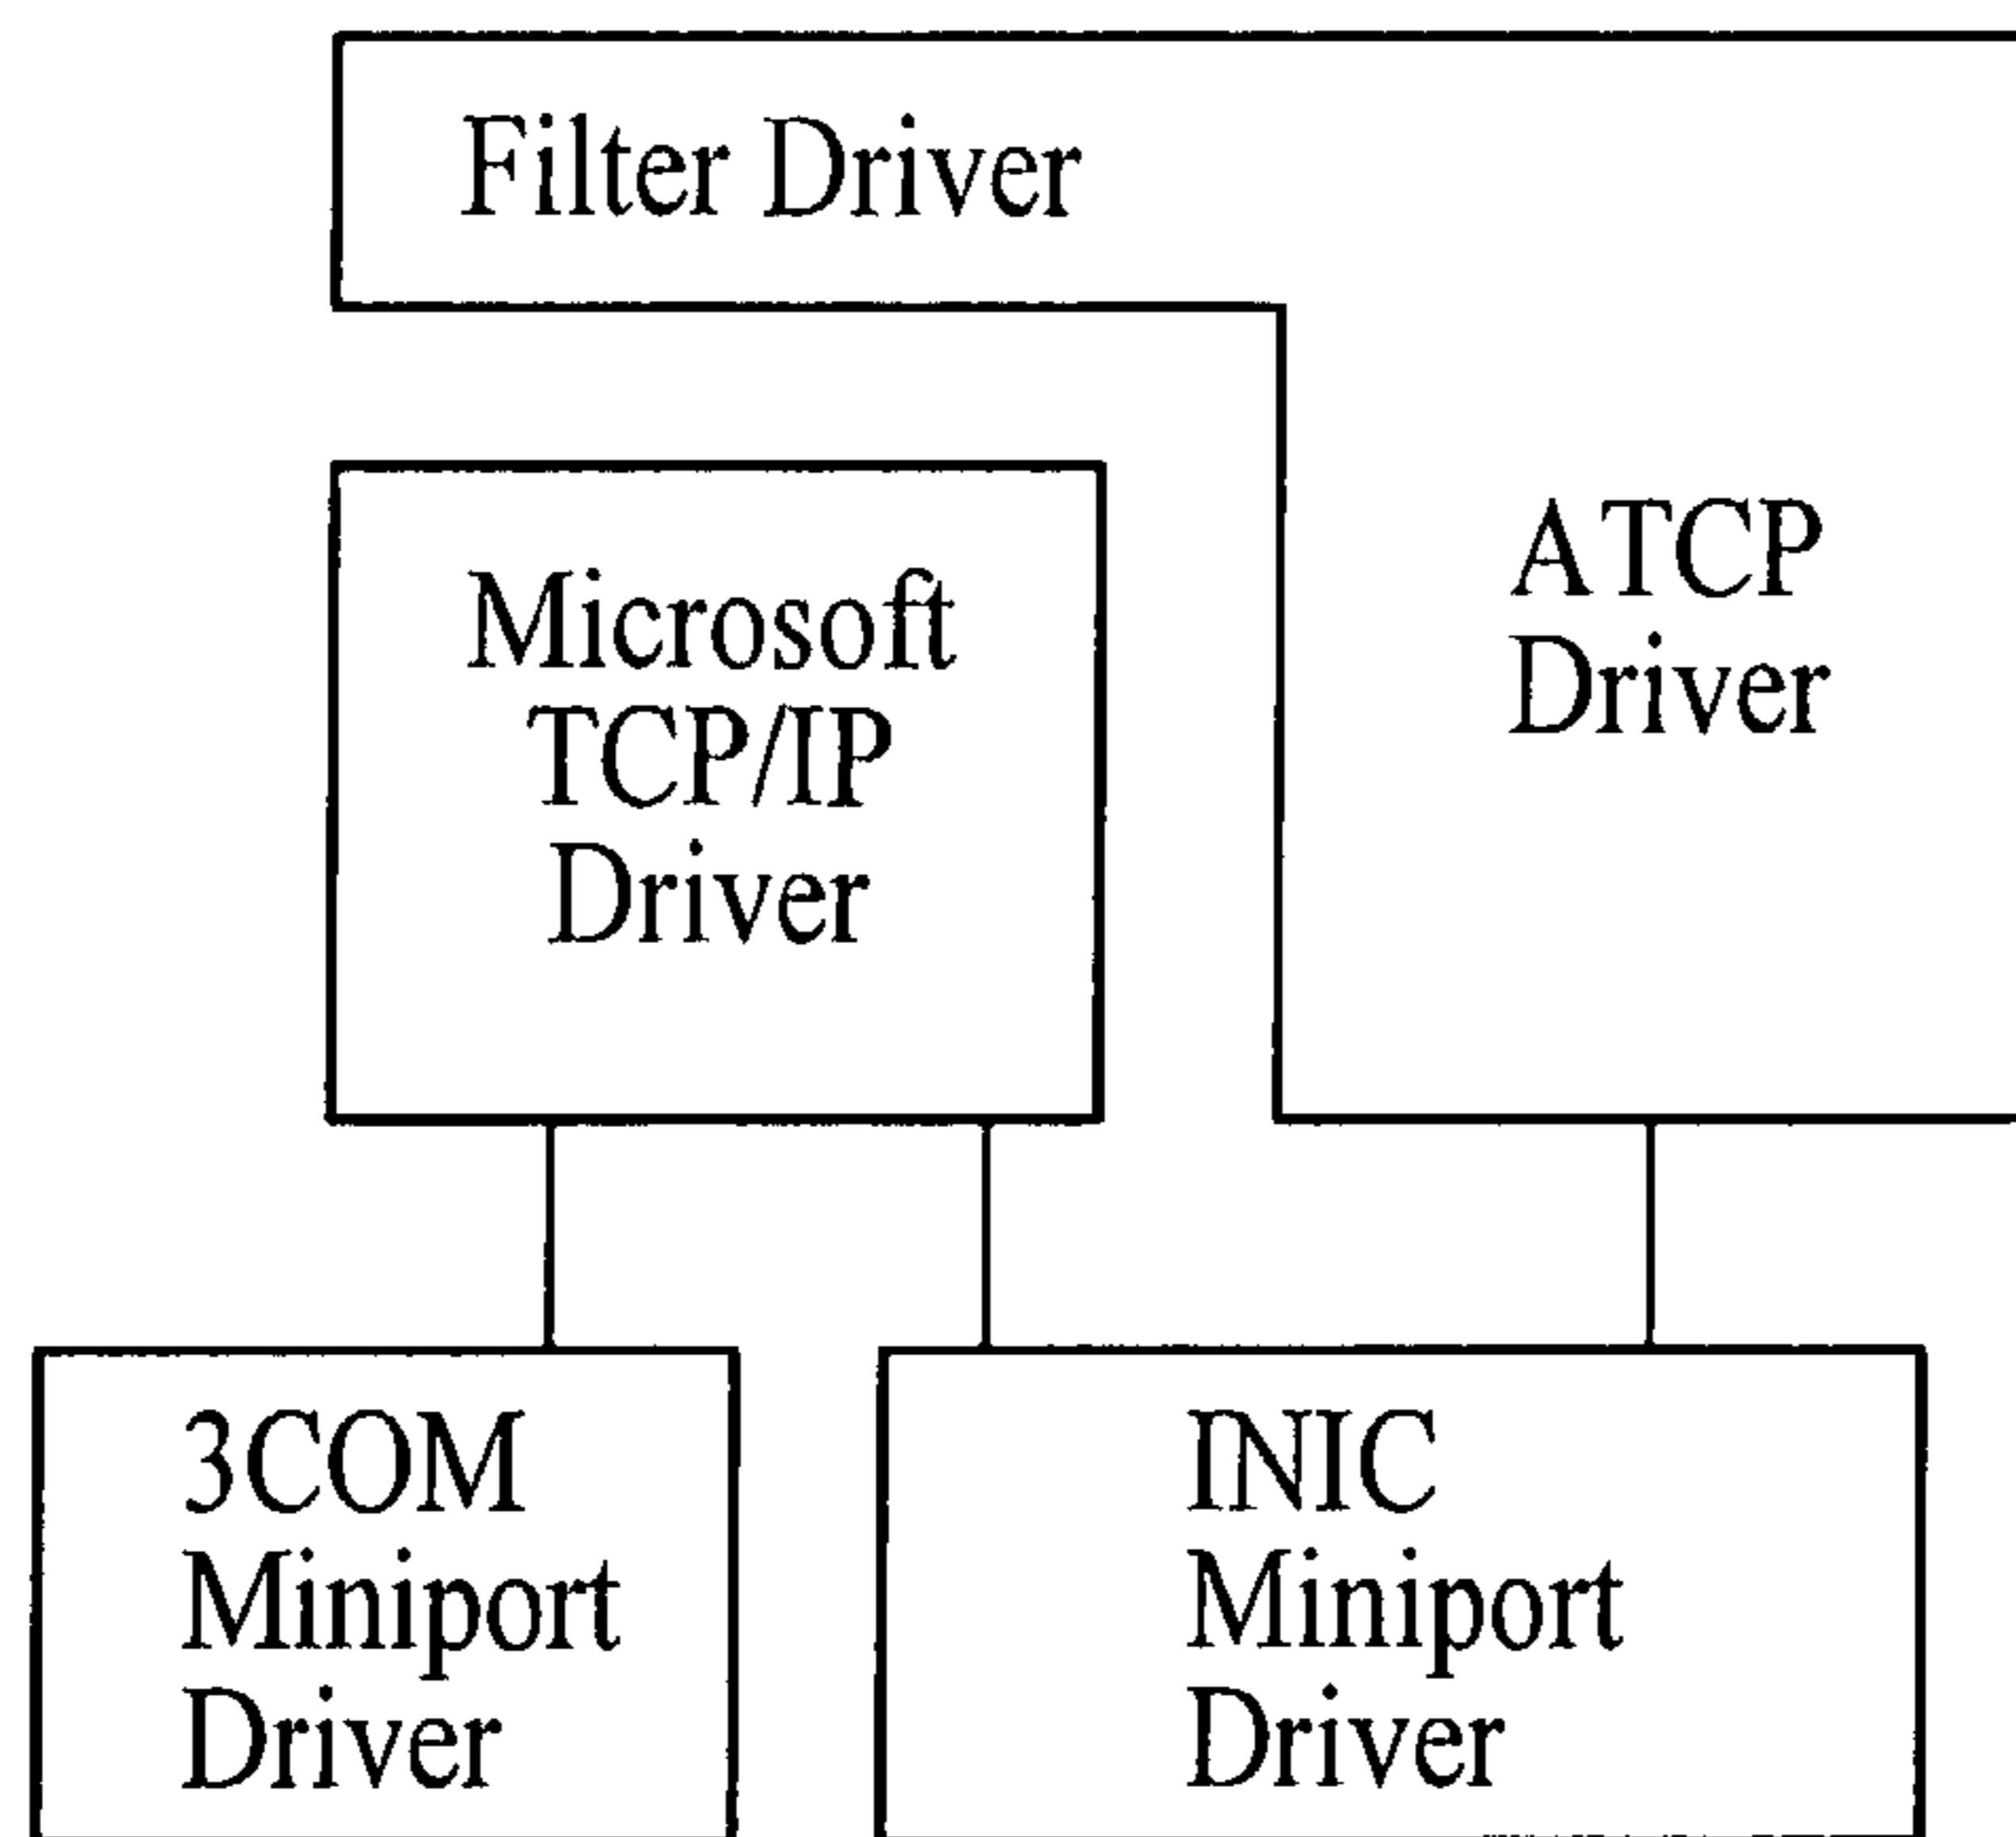 Filter Driver
Microsoft
TCP/IP
Driver
ATCP
Driver
3COM
Miniport
Driver
INIC
Miniport
Driver